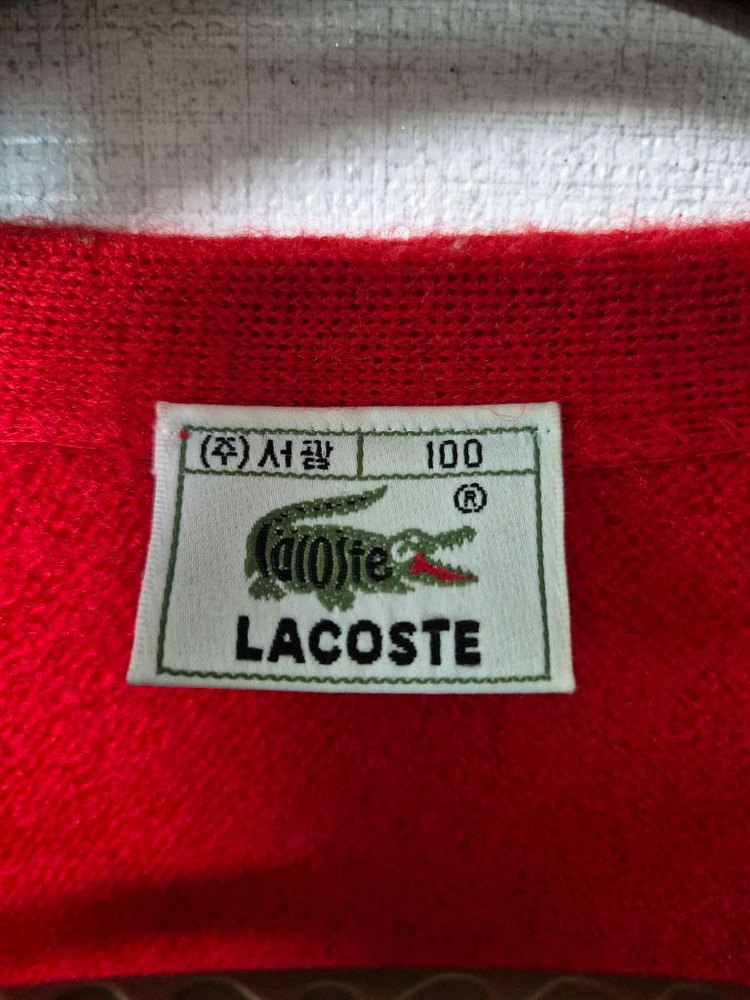 (주) 서광 100
®
Lacoste
LACOSTE